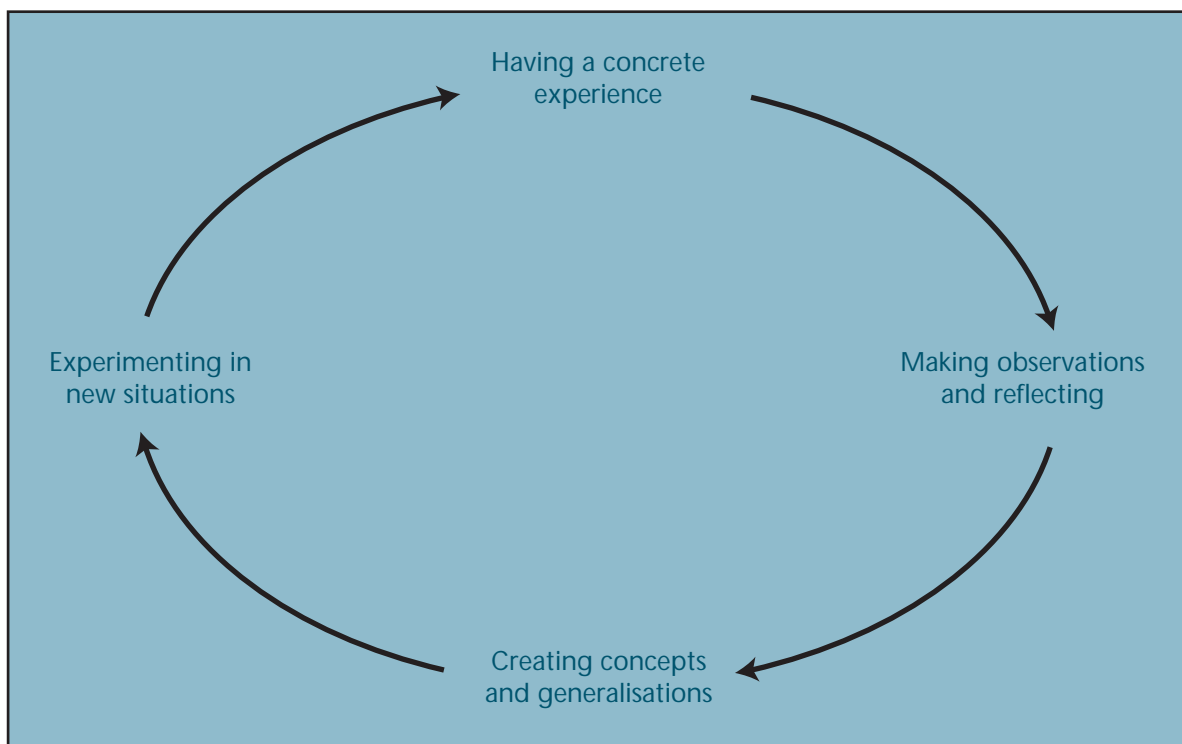 Having a concrete
experience
Making observations
and reflecting
Creating concepts
and generalisations
Experimenting in
new situations